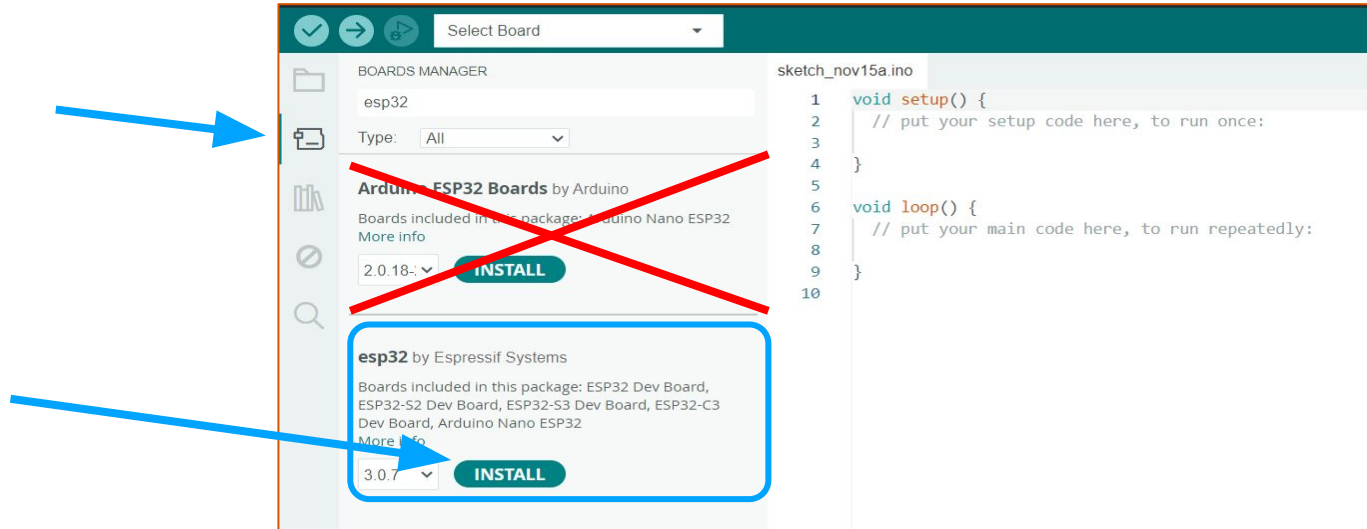 Select Board
BOARDS MANAGER
esp32
Type: All
Arduino ESP32 Boards by Arduino
Boards included in this package: Arduino Nano ESP32
More info
2.0.18-
INSTALL
esp32 by Espressif Systems
Boards included in this package: ESP32 Dev Board,
ESP32-S2 Dev Board, ESP32-S3 Dev Board, ESP32-C3
Dev Board, Arduino Nano ESP32
More info
3.0.7
INSTALL
sketch_nov15a.ino
1 void setup() {
2 // put your setup code here, to run once:
3
4 }
5
6 void loop() {
7 // put your main code here, to run repeatedly:
8
9 }
10